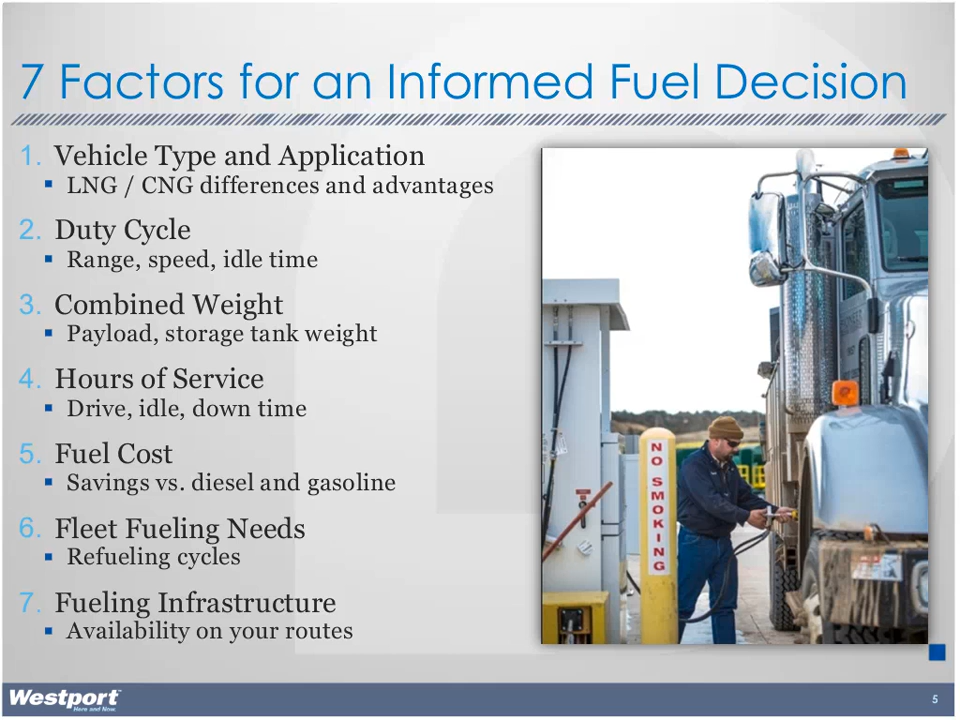 7 Factors for an Informed Fuel Decision
1. Vehicle Type and Application
▪ LNG / CNG differences and advantages
2. Duty Cycle
▪ Range, speed, idle time
3. Combined Weight
▪ Payload, storage tank weight
4. Hours of Service
▪ Drive, idle, down time
5. Fuel Cost
▪ Savings vs. diesel and gasoline
6. Fleet Fueling Needs
▪ Refueling cycles
7. Fueling Infrastructure
▪ Availability on your routes
NO SMOKING
Westport™
Here and Now.
5